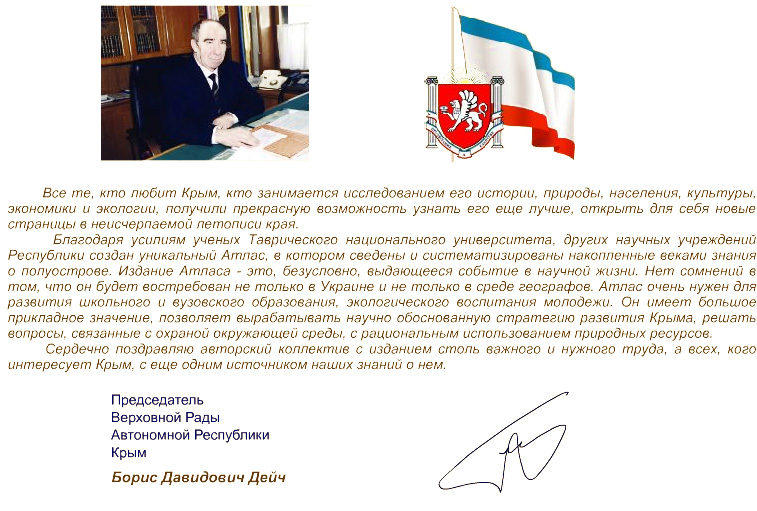 Все те, кто любит Крым, кто занимается исследованием его истории, природы, населения, культуры,
экономики и экологии, получили прекрасную возможность узнать его еще лучше, открыть для себя новые
страницы в неисчерпаемой летописи края.
Благодаря усилиям ученых Таврического национального университета, других научных учреждений
Республики создан уникальный Атлас, в котором сведены и систематизированы накопленные веками знания
о полуострове. Издание Атласа - это, безусловно, выдающееся событие в научной жизни. Нет сомнений в
том, что он будет востребован не только в Украине и не только в среде географов. Атлас очень нужен для
развития школьного и вузовского образования, экологического воспитания молодежи. Он имеет большое
прикладное значение, позволяет вырабатывать научно обоснованную стратегию развития Крыма, решать
вопросы, связанные с охраной окружающей среды, с рациональным использованием природных ресурсов.
Сердечно поздравляю авторский коллектив с изданием столь важного и нужного труда, а всех, кого
интересует Крым, с еще одним источником наших знаний о нем.
Председатель
Верховной Рады
Автономной Республики
Крым
Борис Давидович Дейч